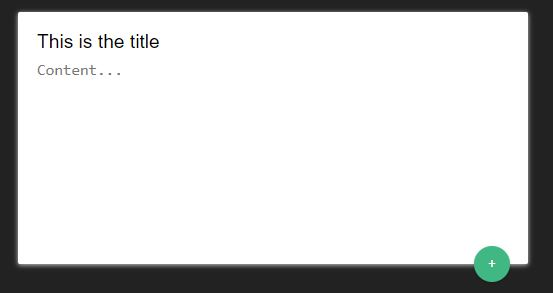 This is the title
Content...
+